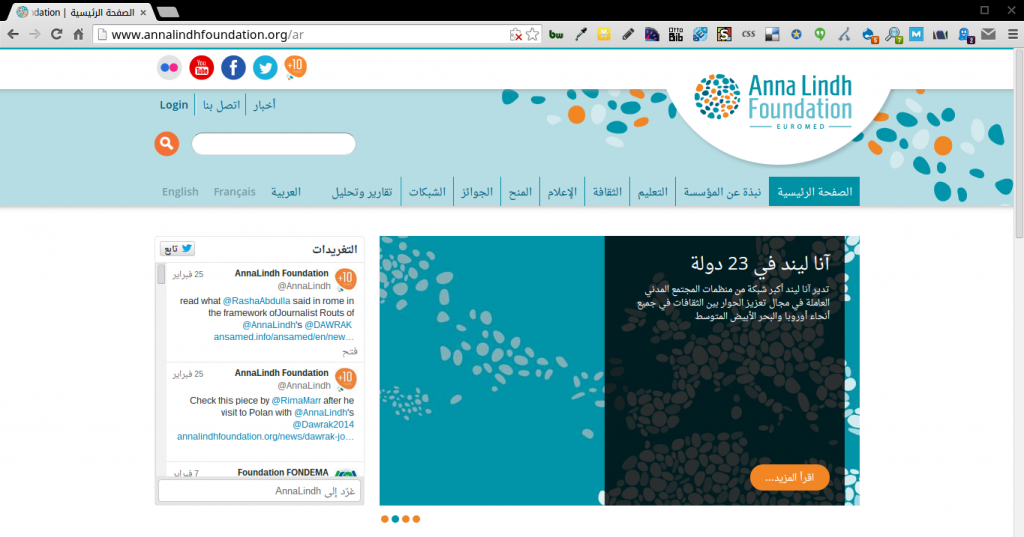 الصفحة الرئيسية | ndation
www.annalindhfoundation.org/ar
You
Tube
+10
Login
اتصل بنا
أخبار
Anna Lindh
Foundation
EUROMED
الصفحة الرئيسية
نبذة عن المؤسسة
التعليم
الثقافة
الإعلام
المنح
الجوائز
الشبكات
تقارير وتحليل
العربية
Français
English
التغريدات
تابع
AnnaLindh Foundation
25 فبراير
@AnnaLindh
+10
read what @RashaAbdulla said in rome in
the framework ofJournalist Routs of
@AnnaLindh's @DAWRAK
ansamed.info/ansamed/en/new…
فتح
AnnaLindh Foundation
25 فبراير
@AnnaLindh
+10
Check this piece by @RimaMarr after he
visit to Polan with @AnnaLindh's
@Dawrak2014
annalindhfoundation.org/news/dawrak-jo…
Foundation FONDEMA
7 فبراير
غرّد إلى AnnaLindh
آنا ليند في 23 دولة
تدير آنا ليند أكبر شبكة من منظمات المجتمع المدني
العاملة في مجال تعزيز الحوار بين الثقافات في جميع
أنحاء أوروبا والبحر الأبيض المتوسط
اقرأ المزيد...